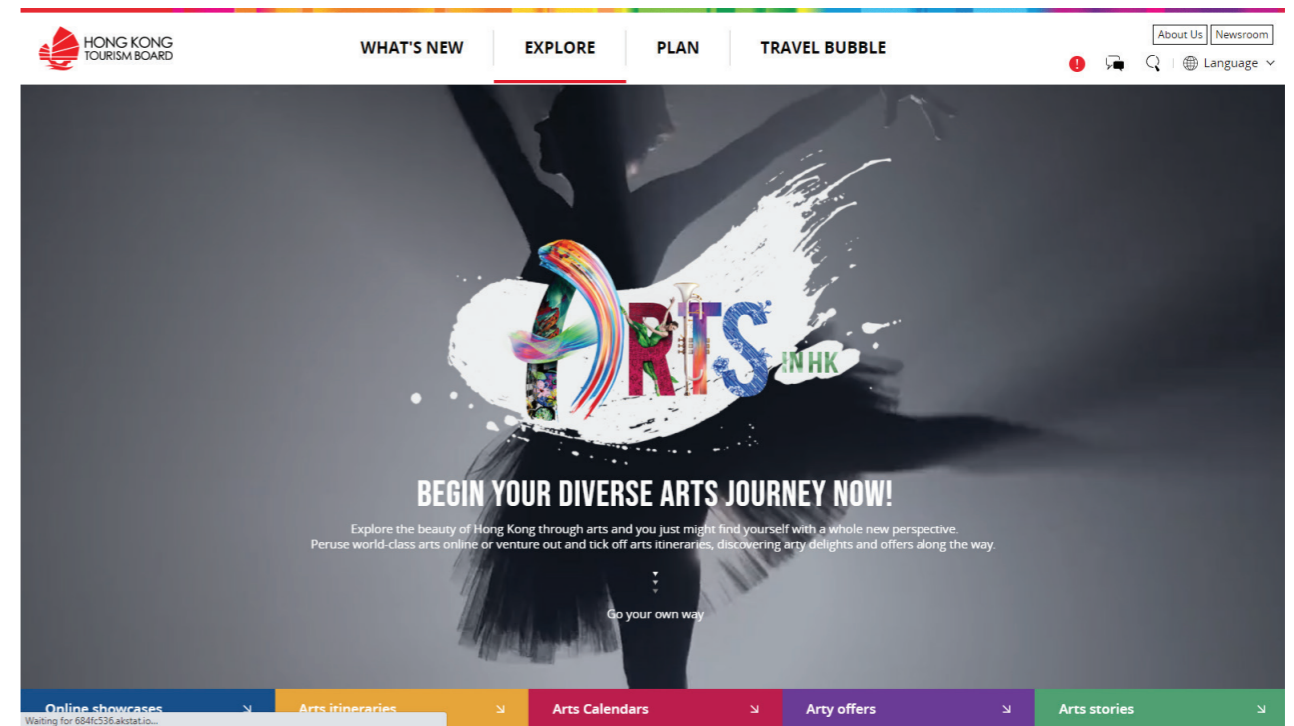 HONG KONG
TOURISM BOARD
WHAT'S NEW
EXPLORE
PLAN
TRAVEL BUBBLE
About Us
Newsroom
Language
ARTS
IN HK
BEGIN YOUR DIVERSE ARTS JOURNEY NOW!
Explore the beauty of Hong Kong through arts and you just might find yourself with a whole new perspective.
Peruse world-class arts online or venture out and tick off arts itineraries, discovering arty delights and offers along the way.
Go your own way
Online showcases
Arts itineraries
Arts Calendars
Arty offers
Arts stories
Waiting for 684fc536.akstat.io...